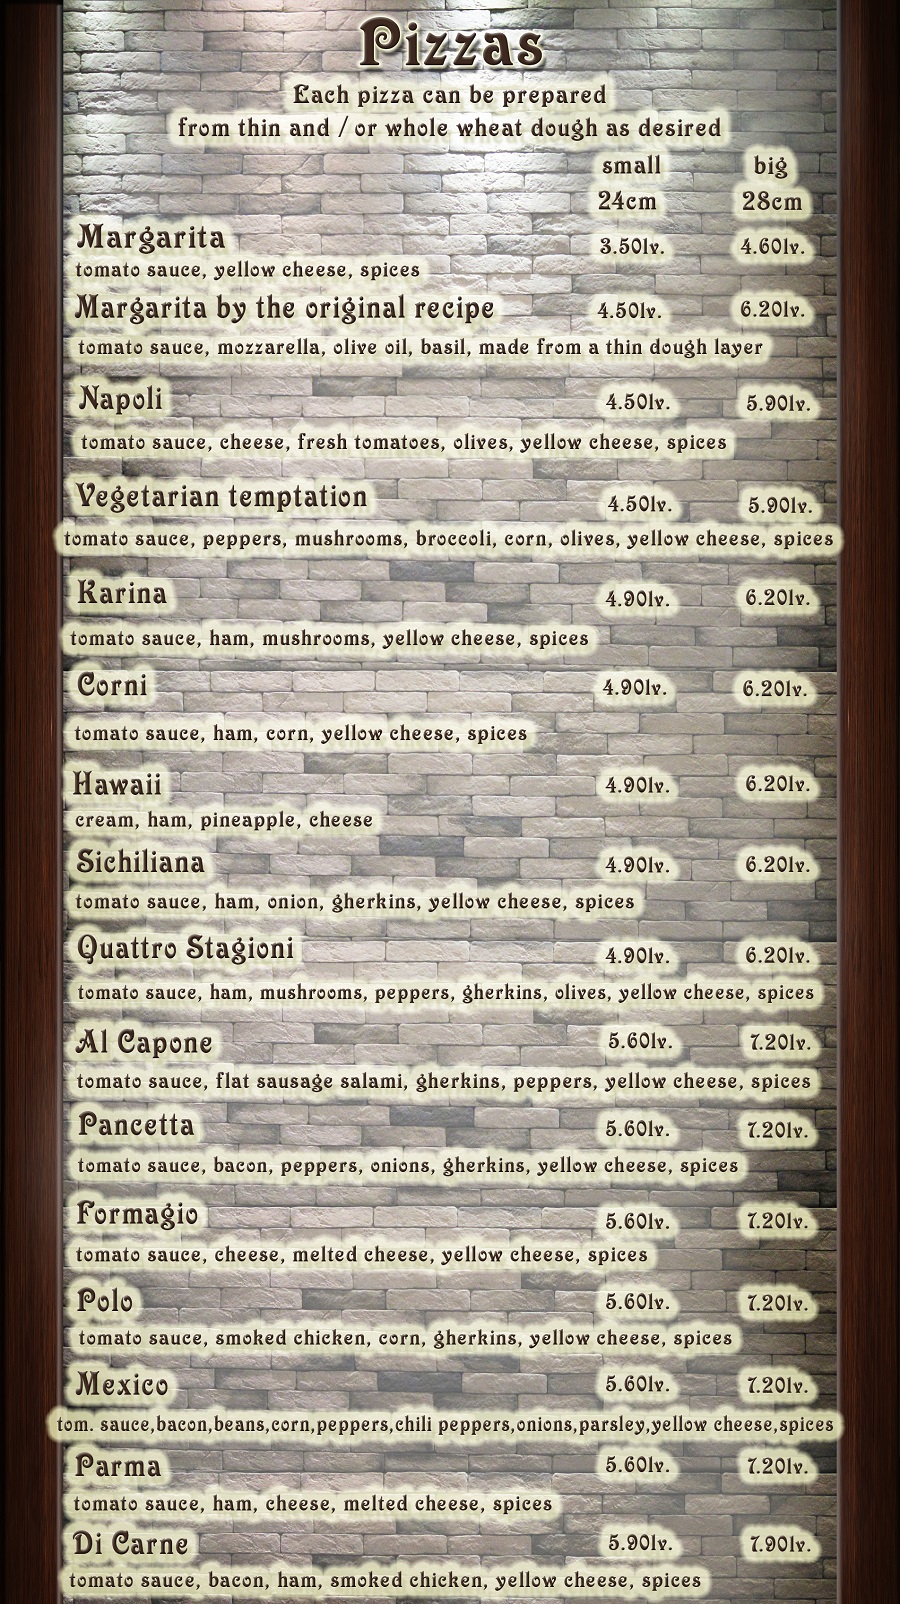 Pizzas
Each pizza can be prepared
from thin and / or whole wheat dough as desired
small big
24cm 28cm
Margarita 3.50lv. 4.60lv.
tomato sauce, yellow cheese, spices
Margarita by the original recipe 4.50lv. 6.20lv.
tomato sauce, mozzarella, olive oil, basil, made from a thin dough layer
Napoli 4.50lv. 5.90lv.
tomato sauce, cheese, fresh tomatoes, olives, yellow cheese, spices
Vegetarian temptation 4.50lv. 5.90lv.
tomato sauce, peppers, mushrooms, broccoli, corn, olives, yellow cheese, spices
Karina 4.90lv. 6.20lv.
tomato sauce, ham, mushrooms, yellow cheese, spices
Corni 4.90lv. 6.20lv.
tomato sauce, ham, corn, yellow cheese, spices
Hawaii 4.90lv. 6.20lv.
cream, ham, pineapple, cheese
Sichiliana 4.90lv. 6.20lv.
tomato sauce, ham, onion, gherkins, yellow cheese, spices
Quattro Stagioni 4.90lv. 6.20lv.
tomato sauce, ham, mushrooms, peppers, gherkins, olives, yellow cheese, spices
Al Capone 5.60lv. 7.20lv.
tomato sauce, flat sausage salami, gherkins, peppers, yellow cheese, spices
Pancetta 5.60lv. 7.20lv.
tomato sauce, bacon, peppers, onions, gherkins, yellow cheese, spices
Formagio 5.60lv. 7.20lv.
tomato sauce, cheese, melted cheese, yellow cheese, spices
Polo 5.60lv. 7.20lv.
tomato sauce, smoked chicken, corn, gherkins, yellow cheese, spices
Mexico 5.60lv. 7.20lv.
tom. sauce,bacon,beans,corn,peppers,chili peppers,onions,parsley,yellow cheese,spices
Parma 5.60lv. 7.20lv.
tomato sauce, ham, cheese, melted cheese, spices
Di Carne 5.90lv. 7.90lv.
tomato sauce, bacon, ham, smoked chicken, yellow cheese, spices